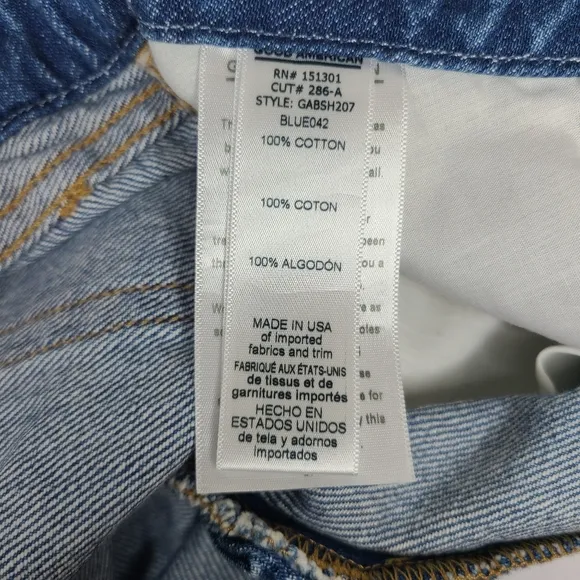 GOOD AMERICAN
RN# 151301
CUT# 286-A
STYLE: GABSH207
BLUE042
100% COTTON
100% COTON
100% ALGODÓN
MADE IN USA
of imported
fabrics and trim
FABRIQUÉ AUX ÉTATS-UNIS
de tissus et de
garnitures importés
HECHO EN
ESTADOS UNIDOS
de tela y adornos
importados